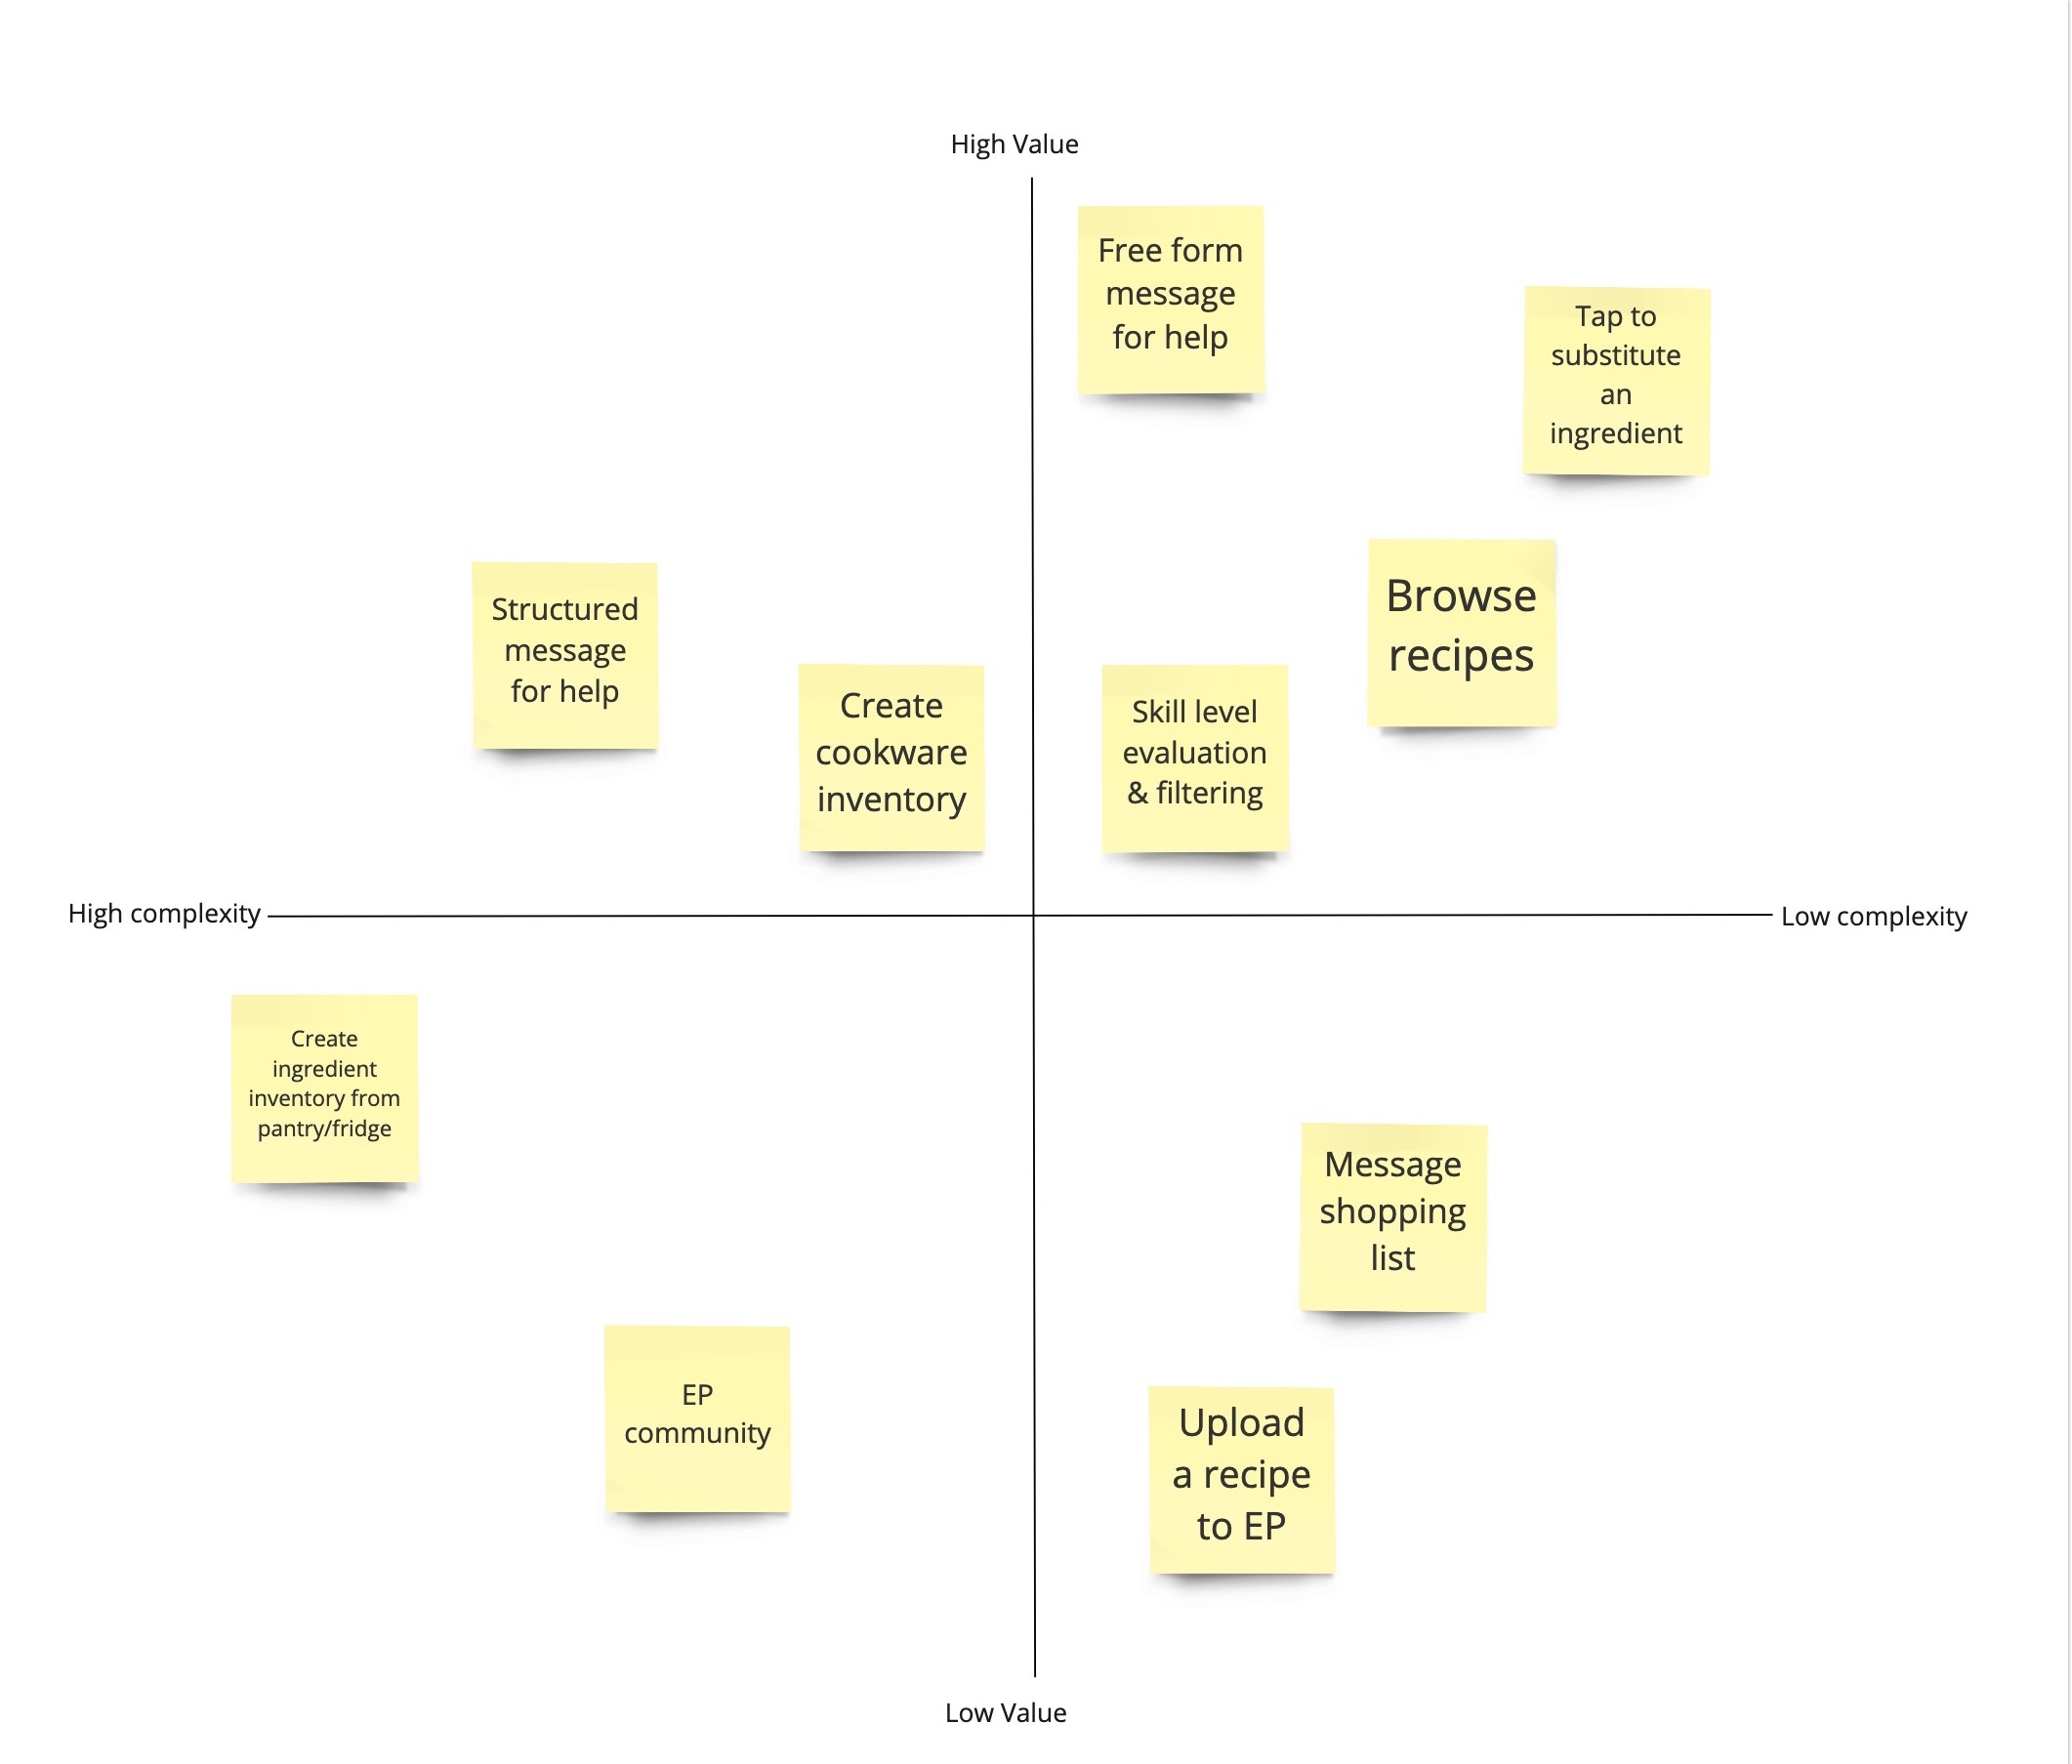 High Value
Free form
message
for help
Tap to
substitute
an
ingredient
Browse
recipes
Structured
message
for help
Create
cookware
inventory
Skill level
evaluation
& filtering
High complexity
Low complexity
Create
ingredient
inventory from
pantry/fridge
Message
shopping
list
EP
community
Upload
a recipe
to EP
Low Value